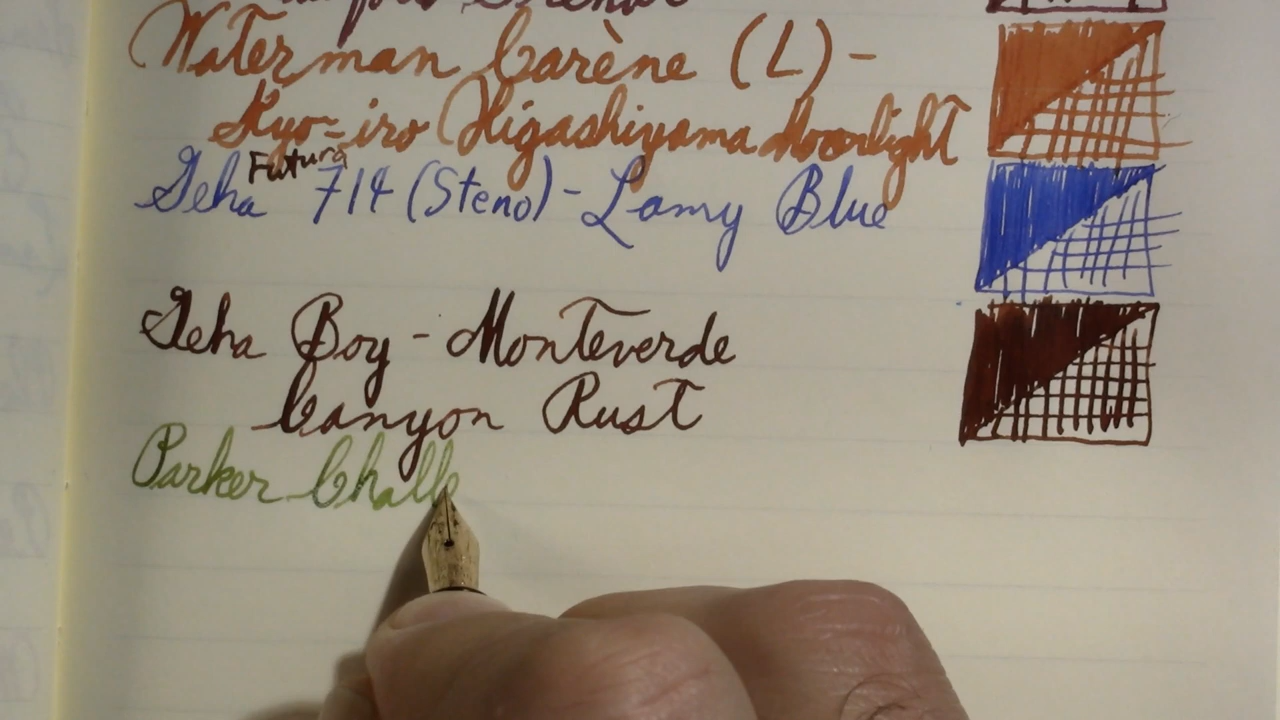 Waterman Carène (L) -
Kyo-iro Higashiyama Moonlight
Futura
Geha 714 (Steno) - Lamy Blue
Geha Boy - Monteverde
Canyon Rust
Parker Challe